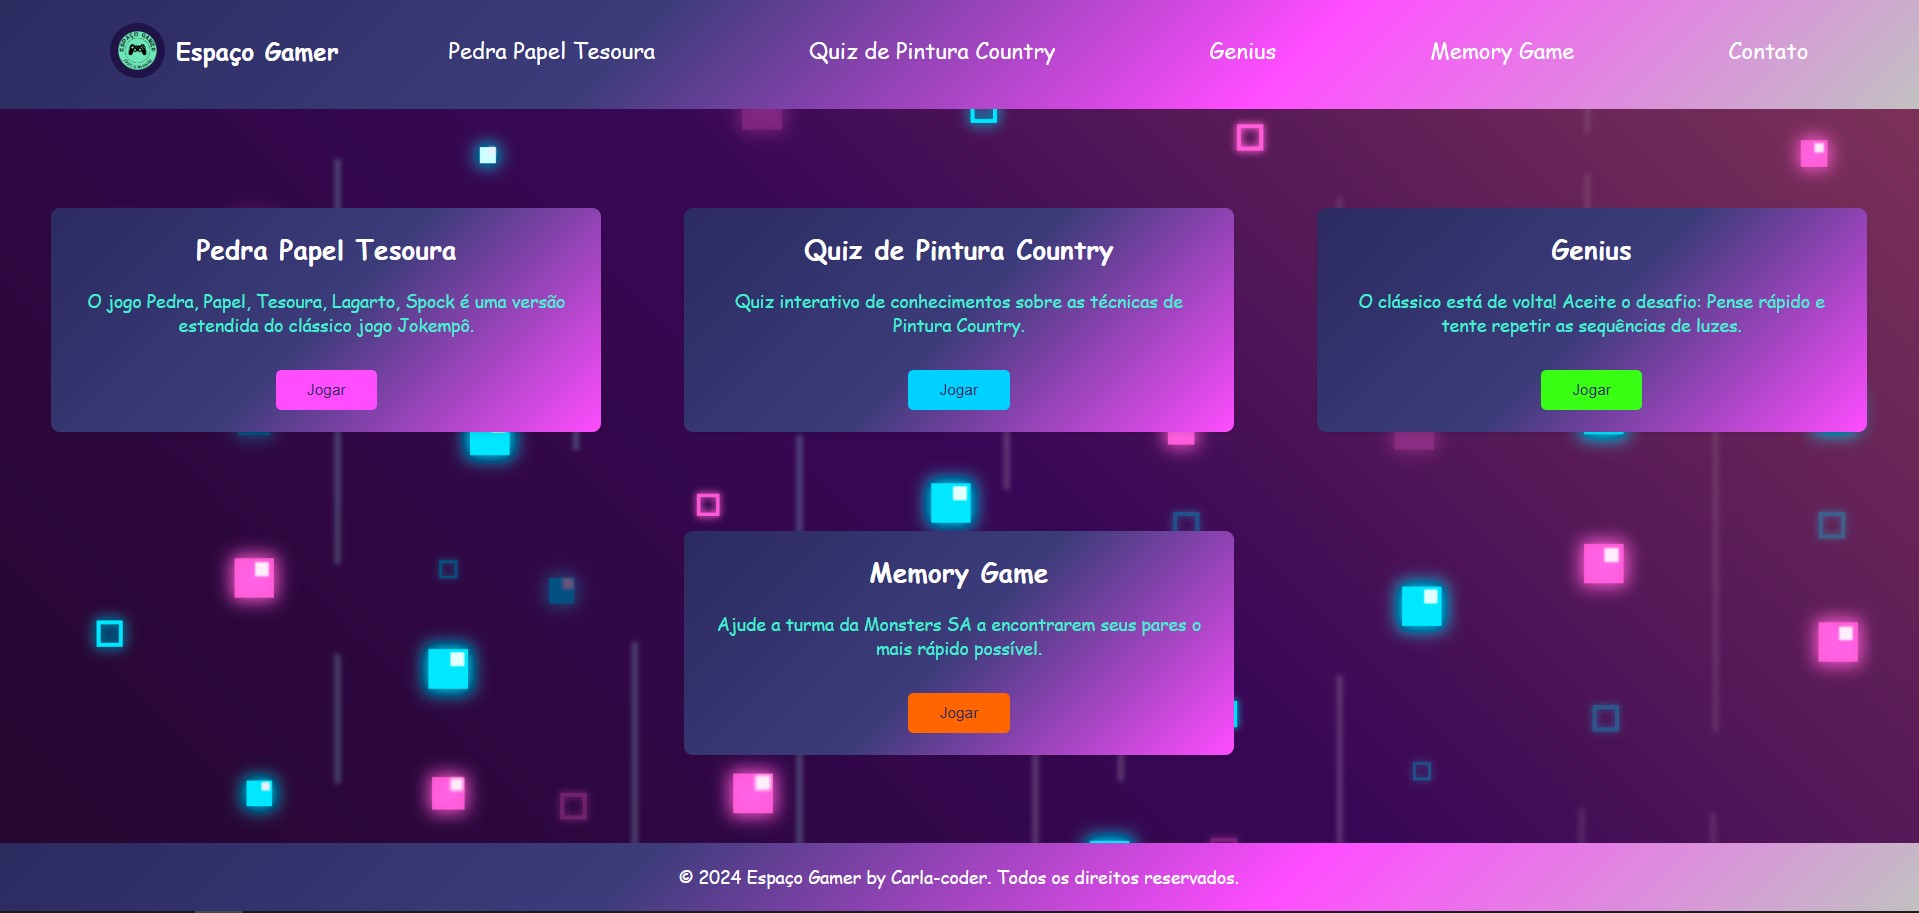 Espaço Gamer
Pedra Papel Tesoura
Quiz de Pintura Country
Genius
Memory Game
Contato
Pedra Papel Tesoura
O jogo Pedra, Papel, Tesoura, Lagarto, Spock é uma versão
estendida do clássico jogo Jokempô.
Jogar
Quiz de Pintura Country
Quiz interativo de conhecimentos sobre as técnicas de
Pintura Country.
Jogar
Genius
O clássico está de volta! Aceite o desafio: Pense rápido e
tente repetir as sequências de luzes.
Jogar
Memory Game
Ajude a turma da Monsters SA a encontrarem seus pares o
mais rápido possível.
Jogar
© 2024 Espaço Gamer by Carla-coder. Todos os direitos reservados.